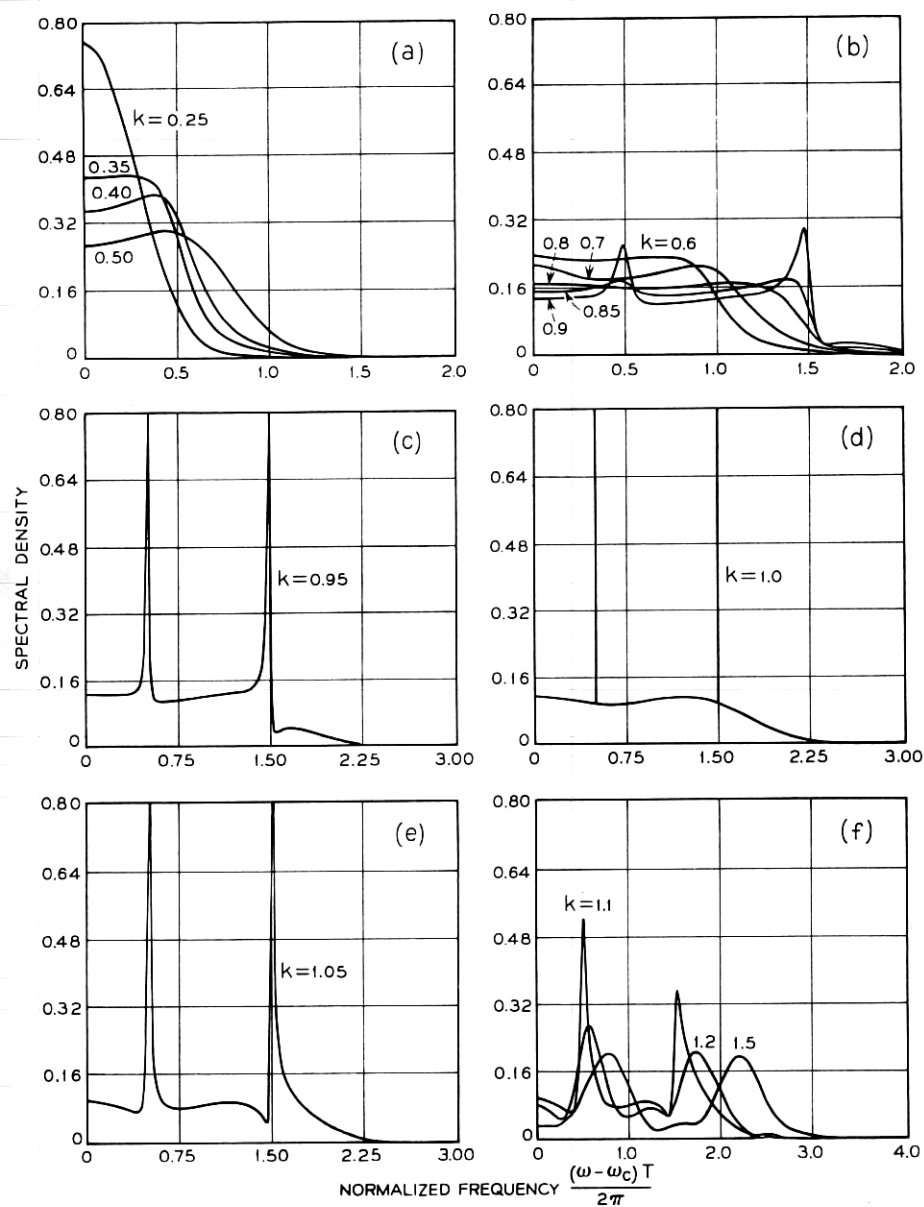 0.80
0.64
0.48
0.32
0.16
0
(a)
k=0.25
0.35
0.40
0.50
0 0.5 1.0 1.5 2.0
0.80
0.64
0.48
0.32
0.16
0
(b)
0.8 0.7 k=0.6
0.85
0.9
0 0.5 1.0 1.5 2.0
0.80
0.64
0.48
0.32
0.16
0
(c)
k=0.95
0 0.75 1.50 2.25 3.00
0.80
0.64
0.48
0.32
0.16
0
(d)
k=1.0
0 0.75 1.50 2.25 3.00
SPECTRAL DENSITY
0.80
0.64
0.48
0.32
0.16
0
(e)
k=1.05
0 0.75 1.50 2.25 3.00
0.80
0.64
0.48
0.32
0.16
0
(f)
k=1.1
1.2 1.5
0 1.0 2.0 3.0 4.0
NORMALIZED FREQUENCY (ω-ωc)T
2π